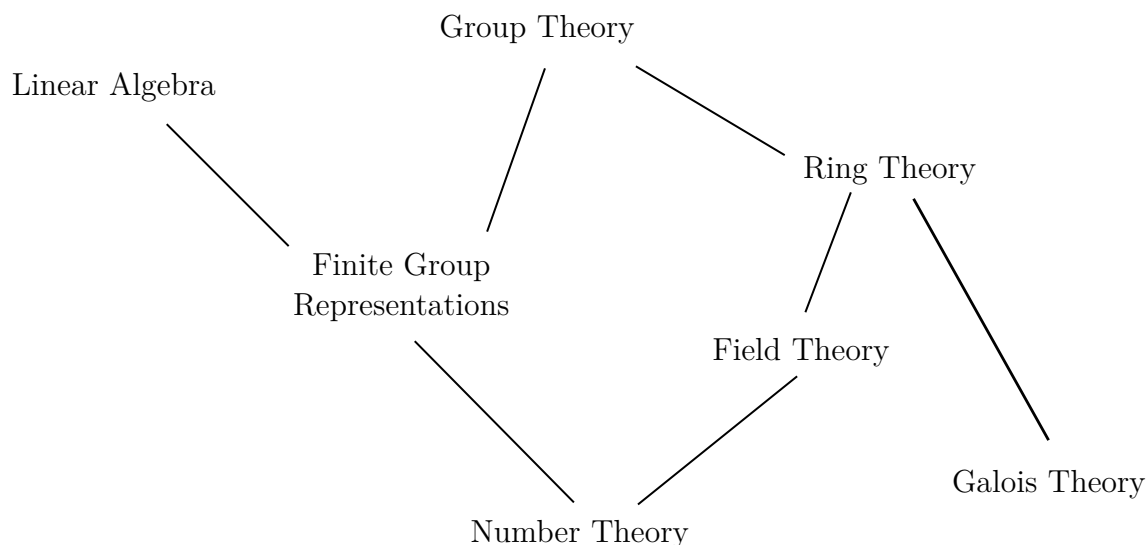 Group Theory
Linear Algebra
Ring Theory
Finite Group
Representations
Field Theory
Galois Theory
Number Theory